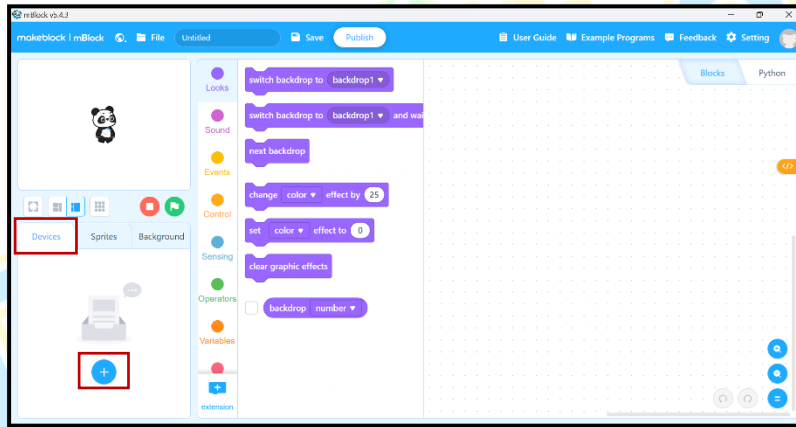 mBlock v5.4.3
makeblock | mBlock File Untitled Save Publish User Guide Example Programs Feedback Setting
Blocks Python
Looks
Sound
Events
Control
Sensing
Operators
Variables
extension
switch backdrop to backdrop1
switch backdrop to backdrop1 and wai
next backdrop
change color effect by 25
set color effect to 0
clear graphic effects
backdrop number
Devices Sprites Background